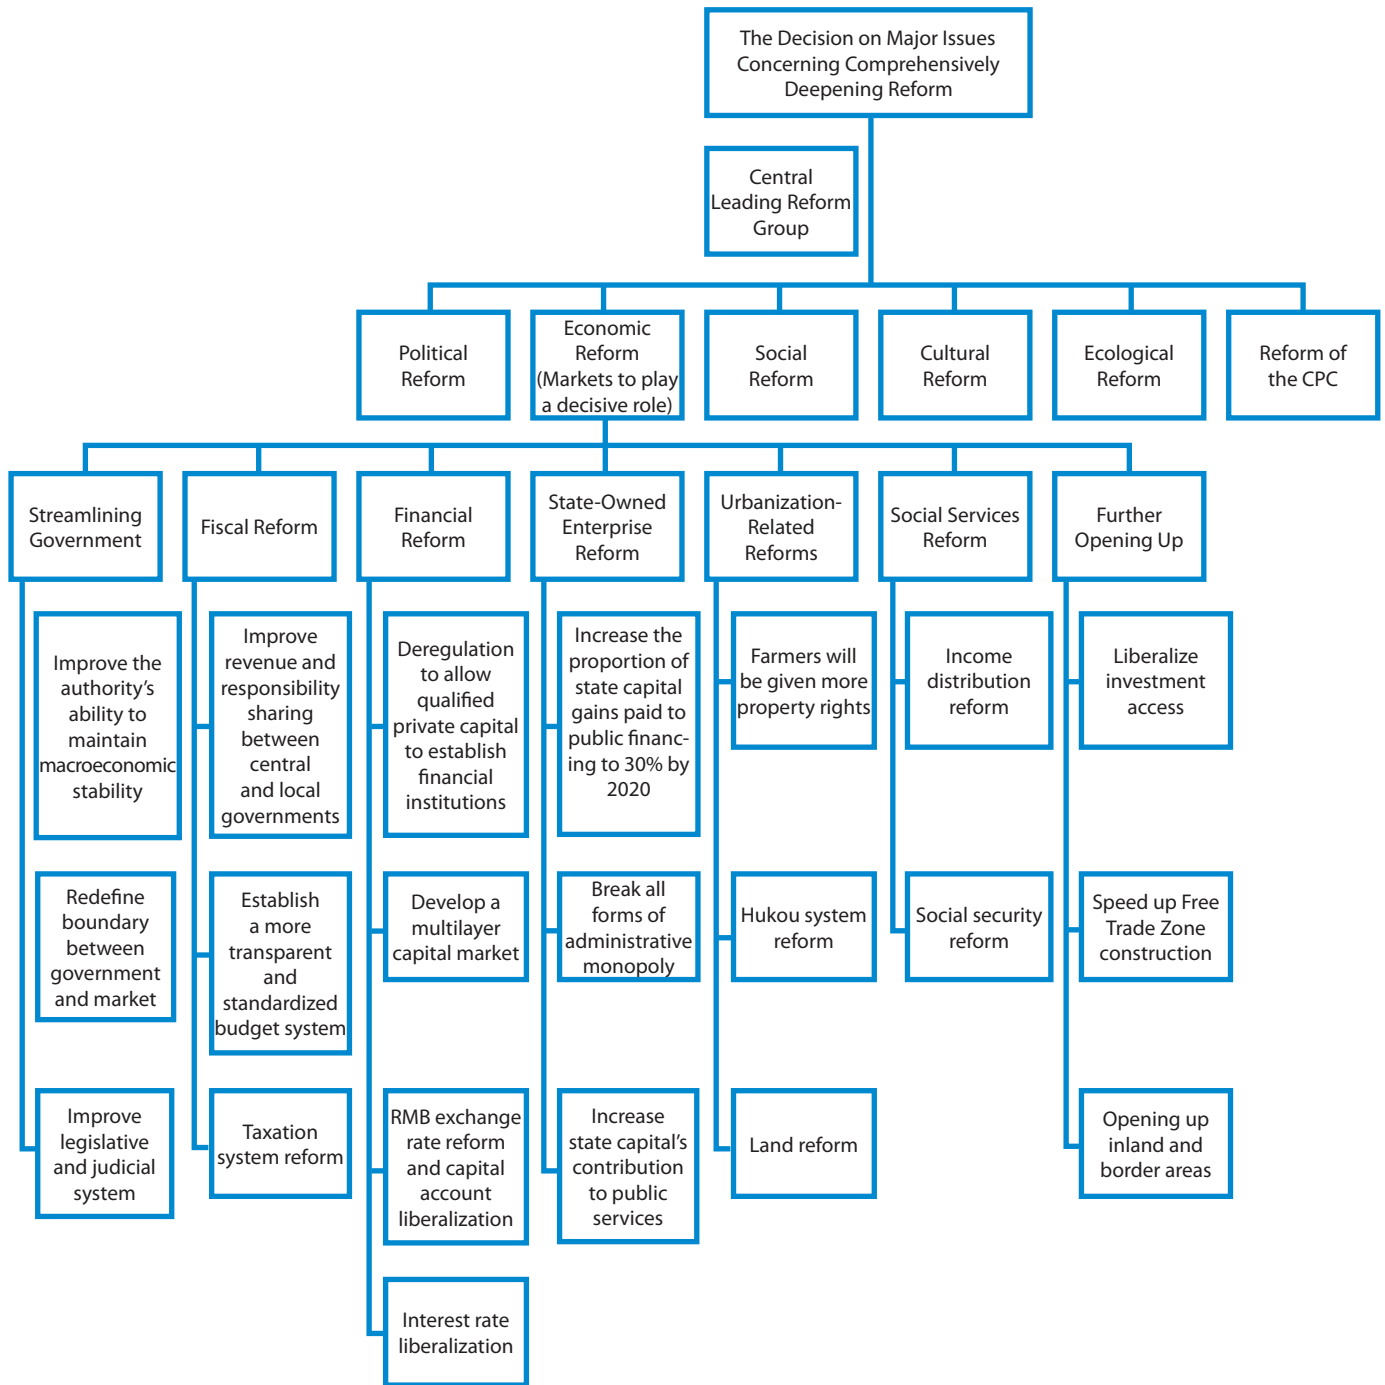 The Decision on Major Issues
Concerning Comprehensively
Deepening Reform
Central
Leading Reform
Group
Political
Reform
Economic
Reform
(Markets to play
a decisive role)
Social
Reform
Cultural
Reform
Ecological
Reform
Reform of
the CPC
Streamlining
Government
Fiscal Reform
Financial
Reform
State-Owned
Enterprise
Reform
Urbanization-
Related
Reforms
Social Services
Reform
Further
Opening Up
Improve the
authority’s
ability to
maintain
macroeconomic
stability
Improve
revenue and
responsibility
sharing
between
central
and local
governments
Deregulation
to allow
qualified
private capital
to establish
financial
institutions
Increase the
proportion of
state capital
gains paid to
public financ-
ing to 30% by
2020
Farmers will
be given more
property rights
Income
distribution
reform
Liberalize
investment
access
Redefine
boundary
between
government
and market
Establish
a more
transparent
and
standardized
budget system
Develop a
multilayer
capital market
Break all
forms of
administrative
monopoly
Hukou system
reform
Social security
reform
Speed up Free
Trade Zone
construction
Improve
legislative
and judicial
system
Taxation
system reform
RMB exchange
rate reform
and capital
account
liberalization
Increase
state capital’s
contribution
to public
services
Land reform
Opening up
inland and
border areas
Interest rate
liberalization